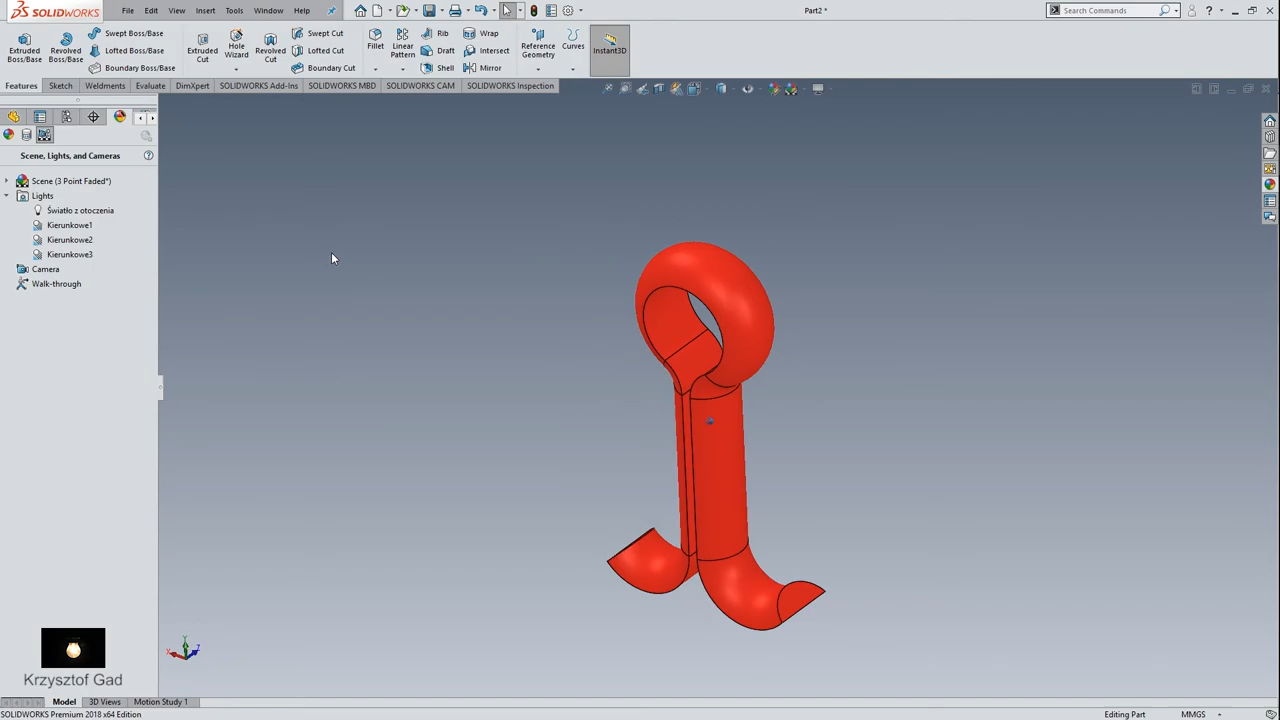 SOLIDWORKS File Edit View Insert Tools Window Help Part2 * Search Commands ?
Extruded Boss/Base
Revolved Boss/Base
Swept Boss/Base
Lofted Boss/Base
Boundary Boss/Base
Extruded Cut
Hole Wizard
Revolved Cut
Swept Cut
Lofted Cut
Boundary Cut
Fillet
Linear Pattern
Rib
Draft
Shell
Wrap
Intersect
Mirror
Reference Geometry
Curves
Instant3D
Features Sketch Weldments Evaluate DimXpert SOLIDWORKS Add-Ins SOLIDWORKS MBD SOLIDWORKS CAM SOLIDWORKS Inspection
Scene, Lights, and Cameras ?
Scene (3 Point Faded*)
Lights
Światło z otoczenia
Kierunkowe1
Kierunkowe2
Kierunkowe3
Camera
Walk-through
Y
X Z
Krzysztof Gad
Model 3D Views Motion Study 1
SOLIDWORKS Premium 2018 x64 Edition Editing Part MMGS